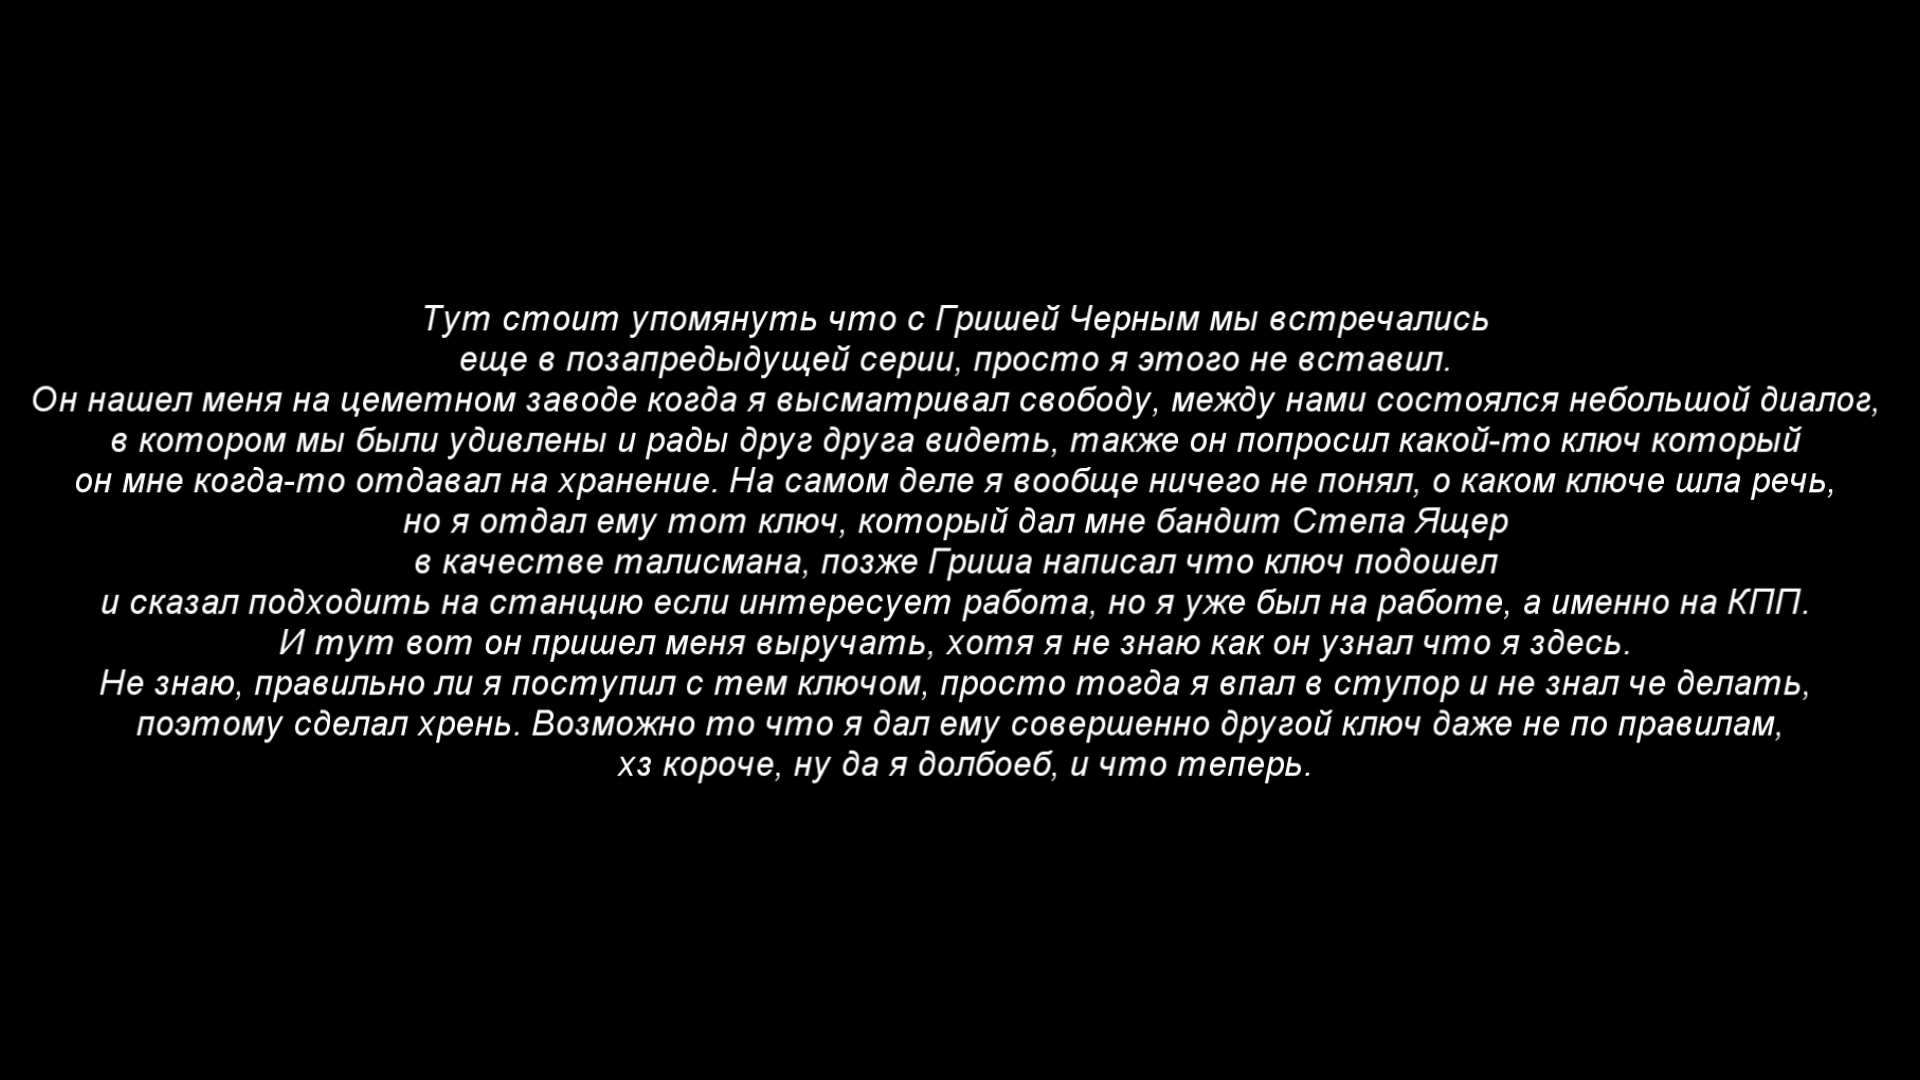 Тут стоит упомянуть что с Гришей Черным мы встречались
еще в позапредыдущей серии, просто я этого не вставил.
Он нашел меня на цеметном заводе когда я высматривал свободу, между нами состоялся небольшой диалог,
в котором мы были удивлены и рады друг друга видеть, также он попросил какой-то ключ который
он мне когда-то отдавал на хранение. На самом деле я вообще ничего не понял, о каком ключе шла речь,
но я отдал ему тот ключ, который дал мне бандит Степа Ящер
в качестве талисмана, позже Гриша написал что ключ подошел
и сказал подходить на станцию если интересует работа, но я уже был на работе, а именно на КПП.
И тут вот он пришел меня выручать, хотя я не знаю как он узнал что я здесь.
Не знаю, правильно ли я поступил с тем ключом, просто тогда я впал в ступор и не знал че делать,
поэтому сделал хрень. Возможно то что я дал ему совершенно другой ключ даже не по правилам,
хз короче, ну да я долбоеб, и что теперь.